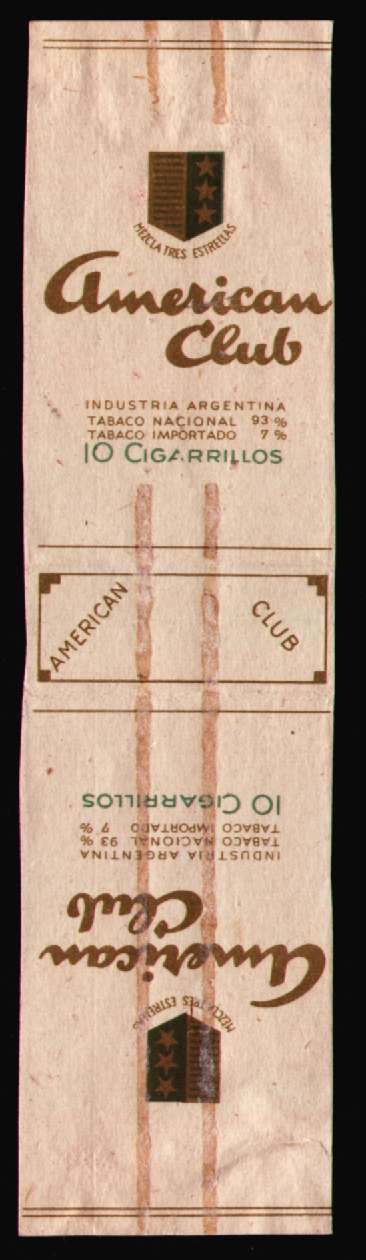 MEZCLA TRES ESTRELLAS
American
Club
INDUSTRIA ARGENTINA
TABACO NACIONAL 93 %
TABACO IMPORTADO 7 %
10 CIGARRILLOS
AMERICAN CLUB
10 CIGARRILLOS
TABACO IMPORTADO 7 %
TABACO NACIONAL 93 %
INDUSTRIA ARGENTINA
Club
American
MEZCLA TRES ESTRELLAS